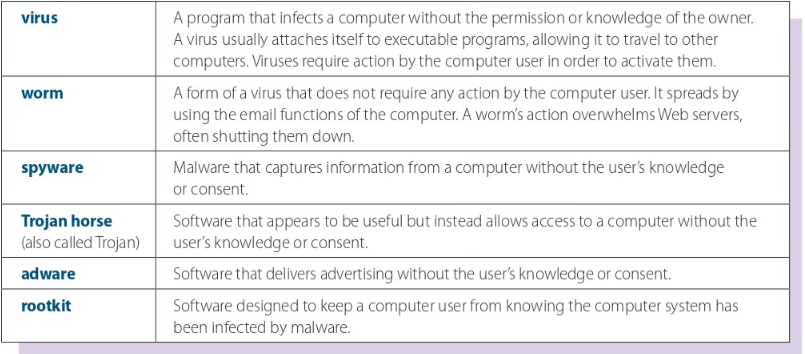 virus
A program that infects a computer without the permission or knowledge of the owner.
A virus usually attaches itself to executable programs, allowing it to travel to other
computers. Viruses require action by the computer user in order to activate them.
worm
A form of a virus that does not require any action by the computer user. It spreads by
using the email functions of the computer. A worm’s action overwhelms Web servers,
often shutting them down.
spyware
Malware that captures information from a computer without the user’s knowledge
or consent.
Trojan horse
(also called Trojan)
Software that appears to be useful but instead allows access to a computer without the
user’s knowledge or consent.
adware
Software that delivers advertising without the user’s knowledge or consent.
rootkit
Software designed to keep a computer user from knowing the computer system has
been infected by malware.